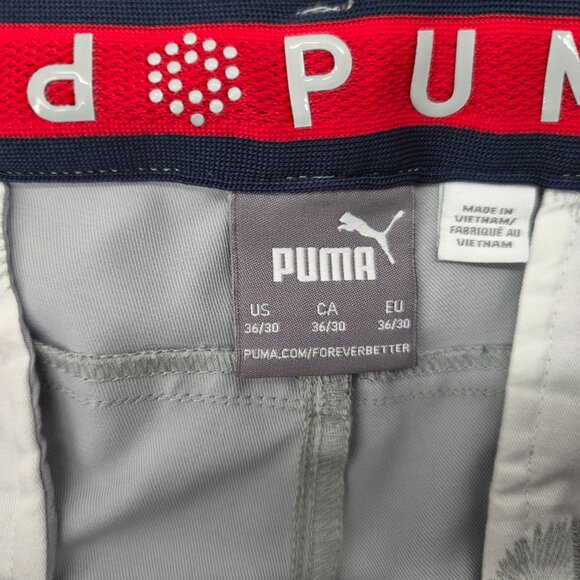 P PUM
PUMA
US CA EU
36/30 36/30 36/30
PUMA.COM/FOREVERBETTER
MADE IN
VIETNAM/
FABRIQUÉ AU
VIETNAM